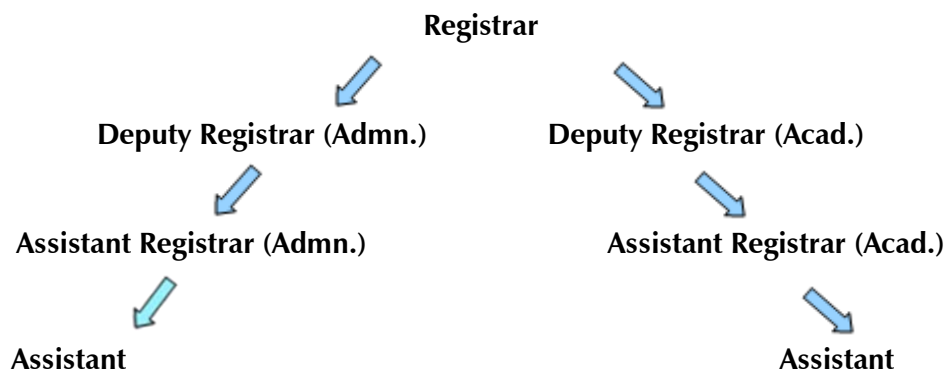 Registrar
Deputy Registrar (Admn.) Deputy Registrar (Acad.)
Assistant Registrar (Admn.) Assistant Registrar (Acad.)
Assistant Assistant